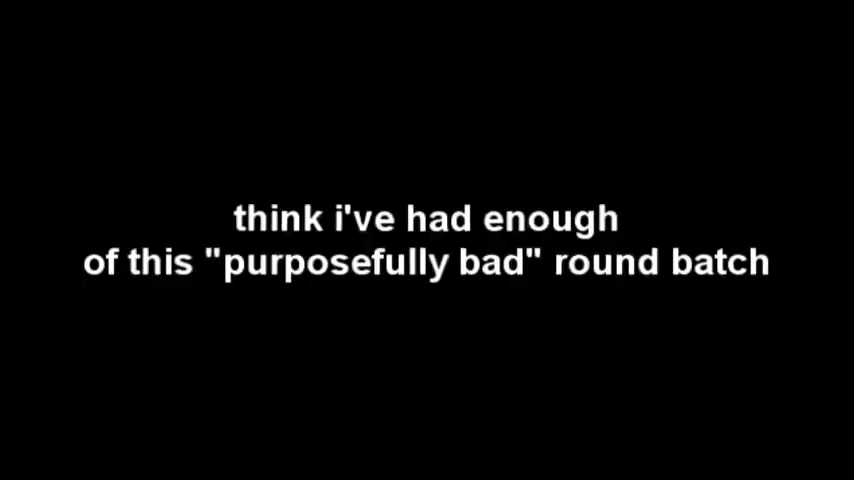 think i've had enough
of this "purposefully bad" round batch